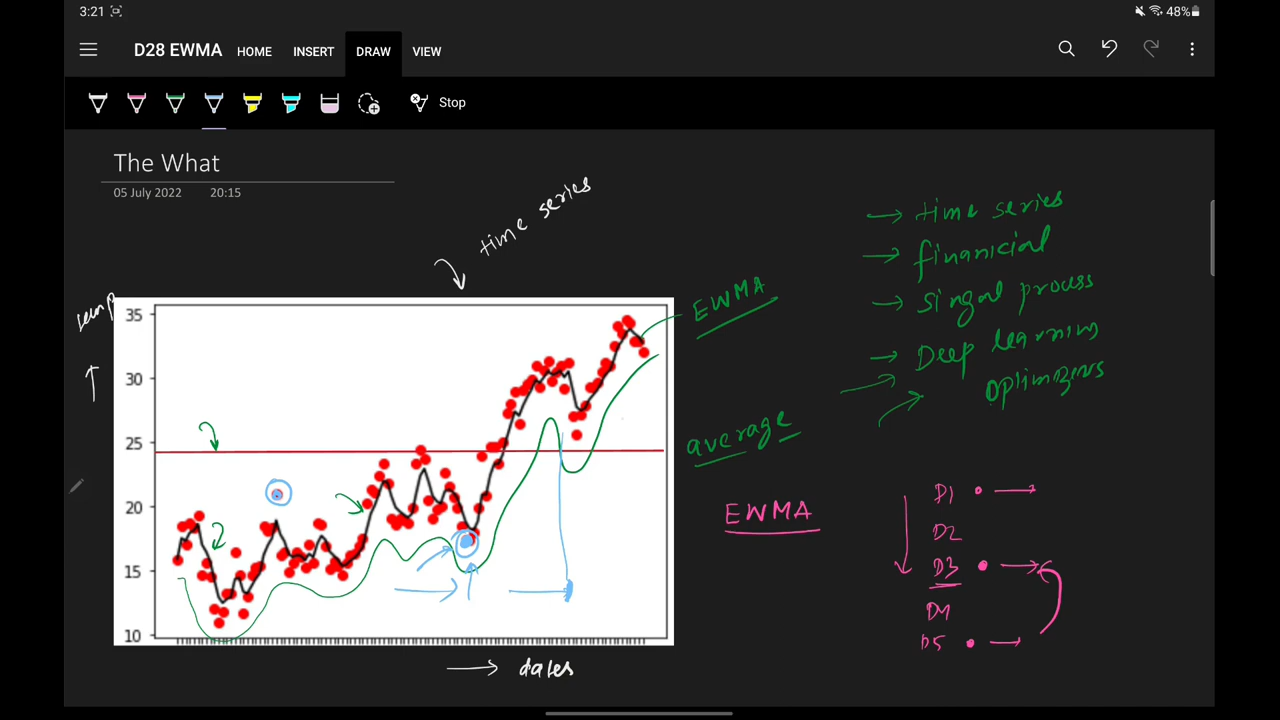 3:21
48%
D28 EWMA HOME INSERT DRAW VIEW
Stop
The What
05 July 2022 20:15
time series
temp
35
30
25
20
15
10
dates
EWMA
average
time series
finanicial
Singal process
Deep learning
Optimizers
EWMA
D1
D2
D3
D4
D5